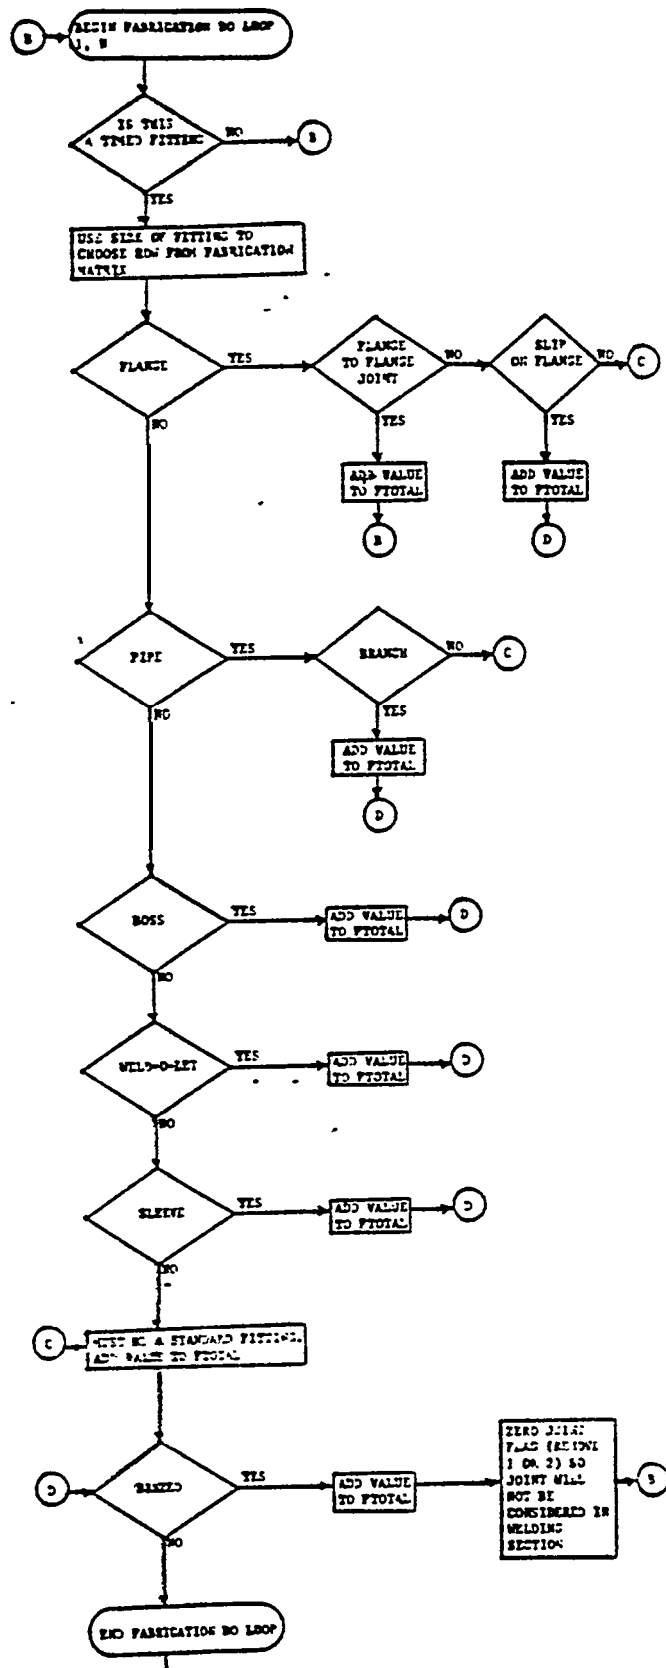 B
BEGIN FABRICATION DO LOOP
1, N
IS THIS
A TIMED FITTING
NO
B
YES
USE SIZE OF FITTING TO
CHOOSE ROW FROM FABRICATION
MATRIX
FLANGE
YES
FLANGE
TO FLANGE
JOINT
NO
SLIP
ON FLANGE
NO
C
NO
YES
YES
ADD VALUE
TO FTOTAL
ADD VALUE
TO FTOTAL
B
D
PIPE
YES
BRANCH
NO
C
NO
YES
ADD VALUE
TO FTOTAL
D
BOSS
YES
ADD VALUE
TO FTOTAL
D
NO
WELD-O-LET
YES
ADD VALUE
TO FTOTAL
D
NO
SLEEVE
YES
ADD VALUE
TO FTOTAL
D
NO
C
MUST BE A STANDARD FITTING.
ADD VALUE TO FTOTAL
D
YES
ADD VALUE
TO FTOTAL
ZERO JOINT
FLAG (REMOVE
1 OR 2) SO
JOINT WILL
NOT BE
CONSIDERED IN
WELDING
SECTION
B
NO
END FABRICATION DO LOOP